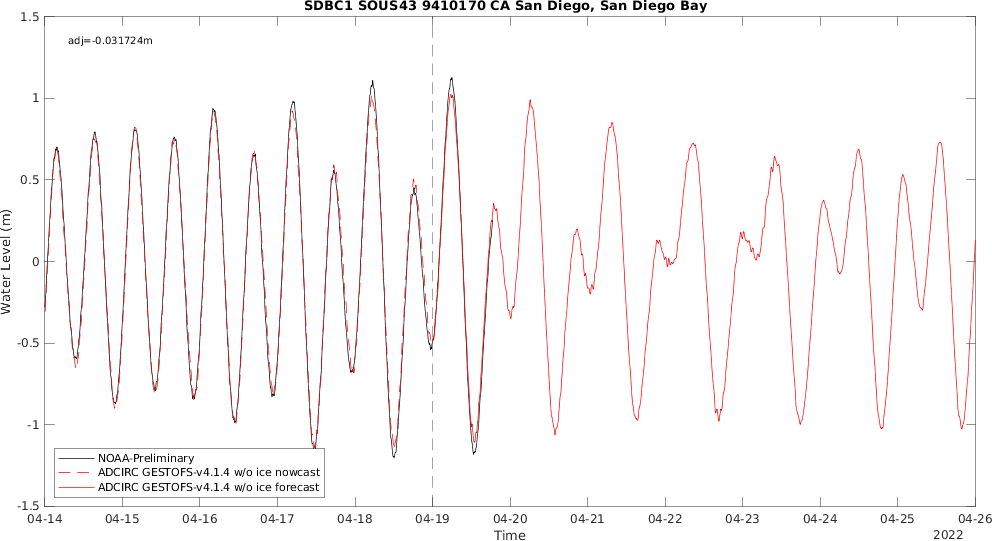 SDBC1 SOUS43 9410170 CA San Diego, San Diego Bay
1.5
adj=-0.031724m
1
0.5
0
-0.5
-1
-1.5
Water Level (m)
NOAA-Preliminary
ADCIRC GESTOFS-v4.1.4 w/o ice nowcast
ADCIRC GESTOFS-v4.1.4 w/o ice forecast
04-14 04-15 04-16 04-17 04-18 04-19 04-20 04-21 04-22 04-23 04-24 04-25 04-26
Time
2022